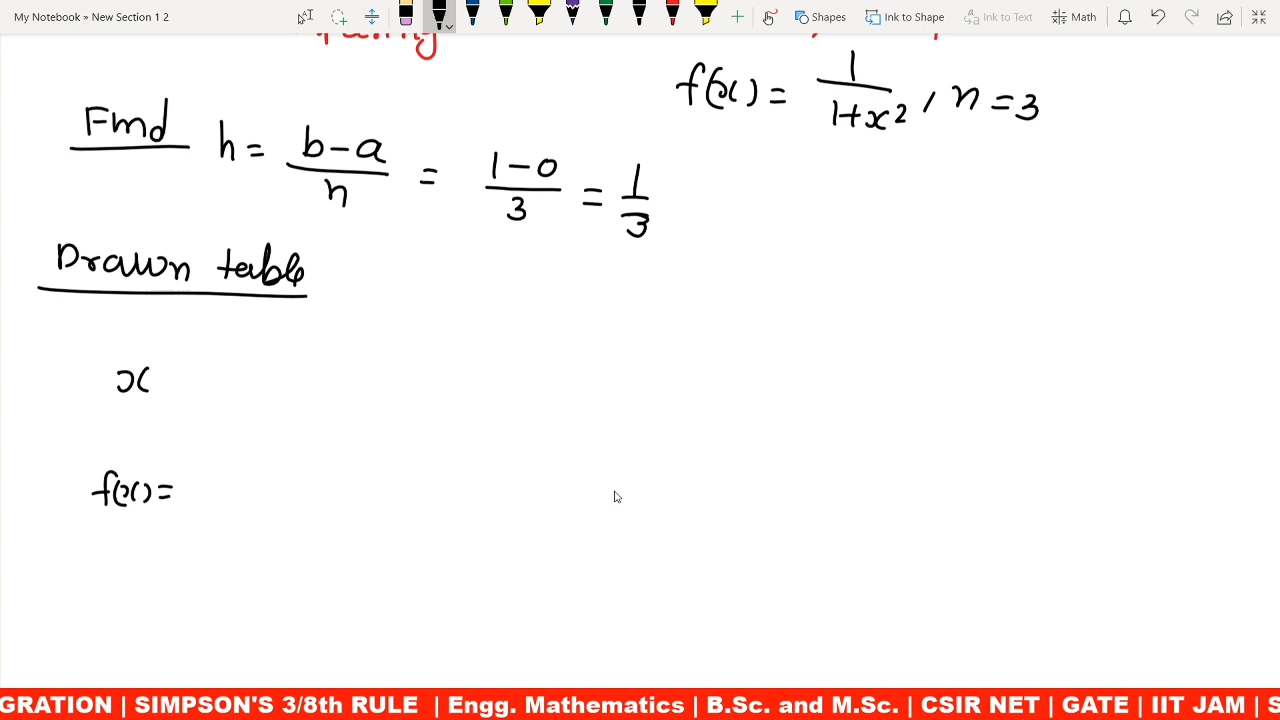 My Notebook » New Section 1 2
Shapes Ink to Shape Ink to Text Math
f(x) = 1/(1+x²), n = 3
Find h = (b-a)/n = (1-0)/3 = 1/3
Drawn table
x
f(x) =
GRATION | SIMPSON'S 3/8th RULE | Engg. Mathematics | B.Sc. and M.Sc. | CSIR NET | GATE | IIT JAM | S